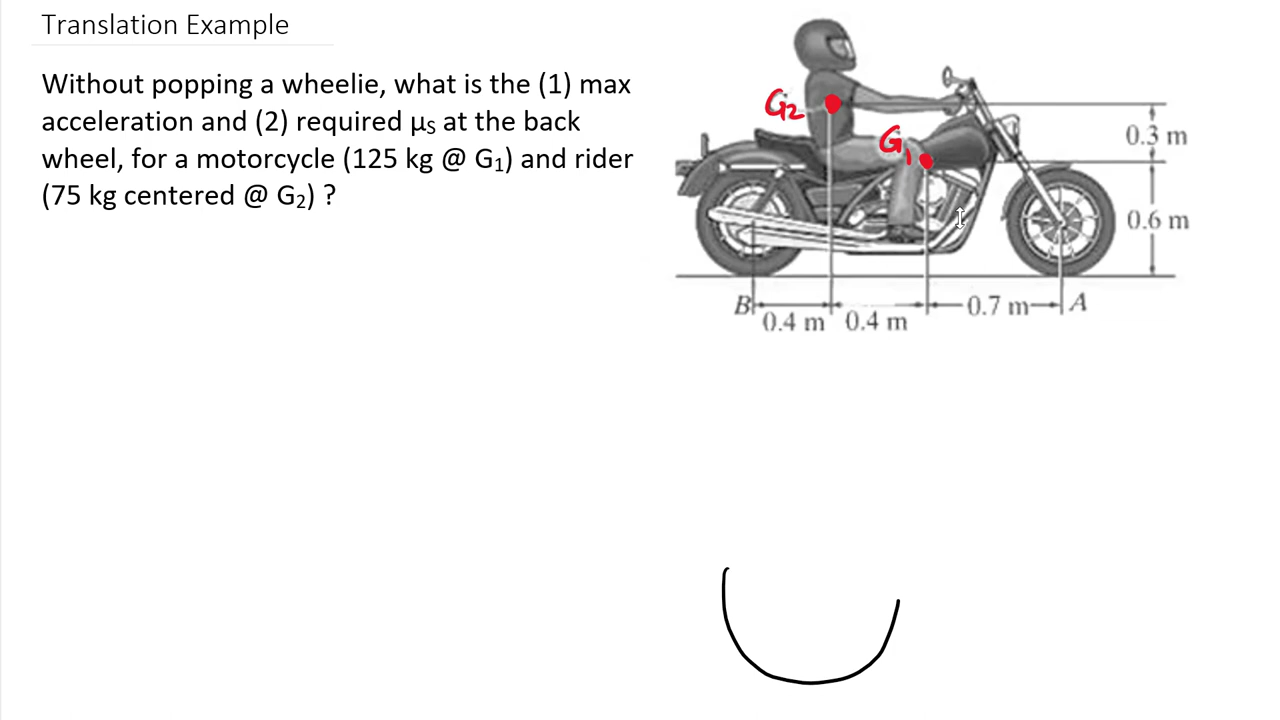 Translation Example
Without popping a wheelie, what is the (1) max
acceleration and (2) required μs at the back
wheel, for a motorcycle (125 kg @ G₁) and rider
(75 kg centered @ G₂) ?
G₂
G₁
0.3 m
0.6 m
B
0.4 m
0.4 m
0.7 m
A